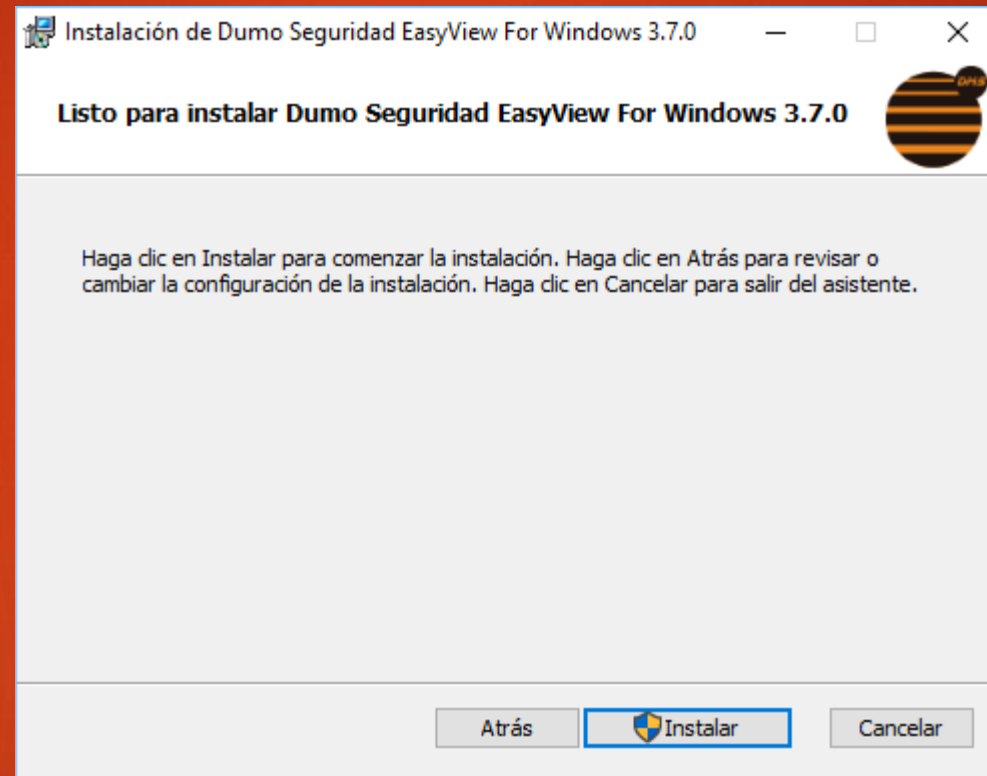 Instalación de Dumo Seguridad EasyView For Windows 3.7.0
Listo para instalar Dumo Seguridad EasyView For Windows 3.7.0
DMS
Haga clic en Instalar para comenzar la instalación. Haga clic en Atrás para revisar o
cambiar la configuración de la instalación. Haga clic en Cancelar para salir del asistente.
Atrás
Instalar
Cancelar